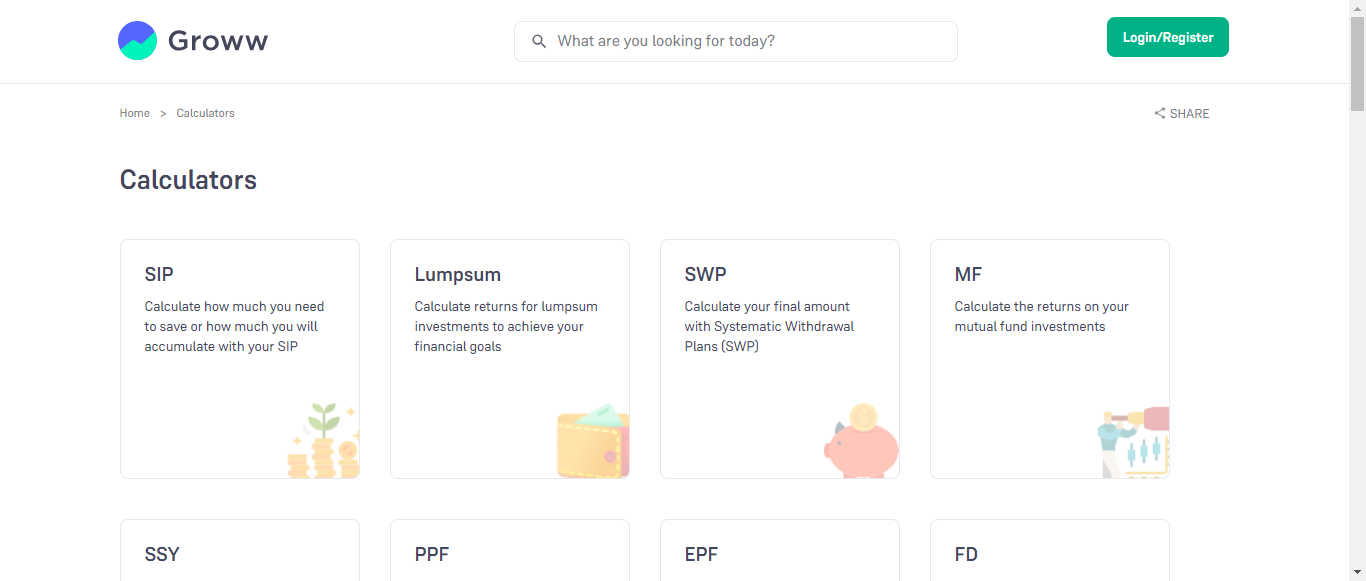 Groww
What are you looking for today?
Login/Register
Home > Calculators
SHARE
Calculators
SIP
Calculate how much you need
to save or how much you will
accumulate with your SIP
Lumpsum
Calculate returns for lumpsum
investments to achieve your
financial goals
SWP
Calculate your final amount
with Systematic Withdrawal
Plans (SWP)
MF
Calculate the returns on your
mutual fund investments
SSY
PPF
EPF
FD